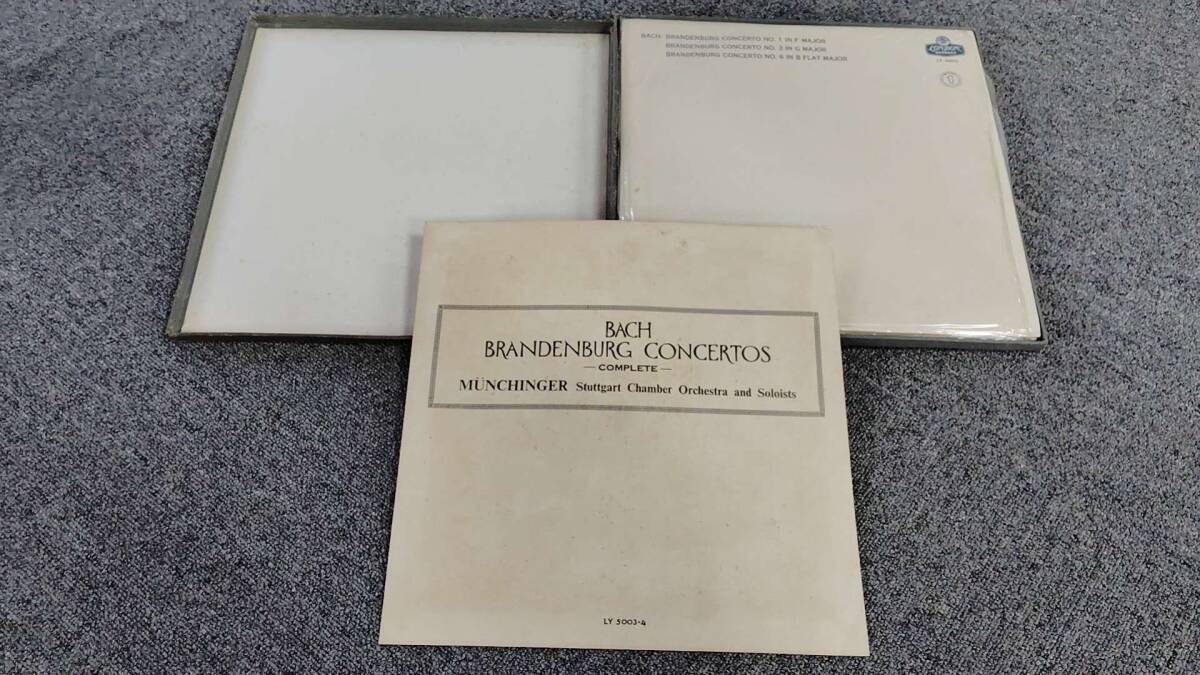 BACH BRANDENBURG CONCERTO NO. 1 IN F MAJOR
BRANDENBURG CONCERTO NO. 3 IN G MAJOR
BRANDENBURG CONCERTO NO. 6 IN B FLAT MAJOR
LONDON
BACH
BRANDENBURG CONCERTOS
— COMPLETE —
MÜNCHINGER Stuttgart Chamber Orchestra and Soloists
LY 5003-4